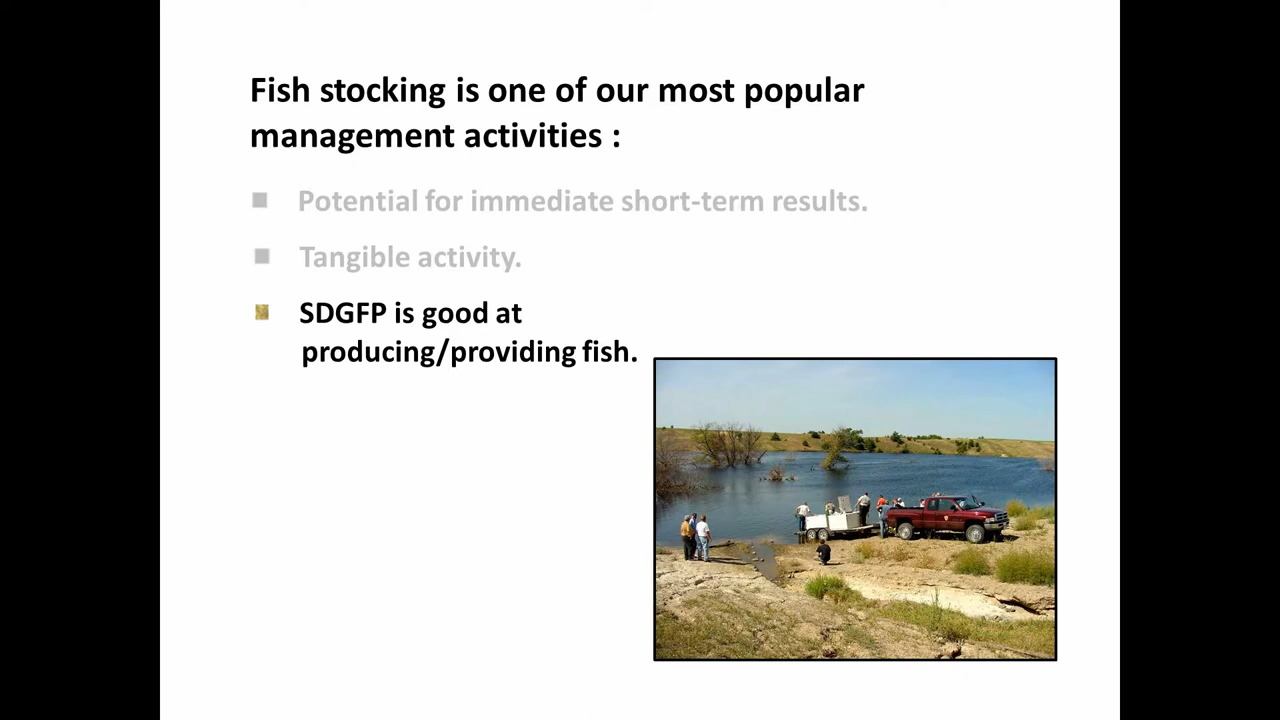 Fish stocking is one of our most popular
management activities :
Potential for immediate short-term results.
Tangible activity.
SDGFP is good at
producing/providing fish.